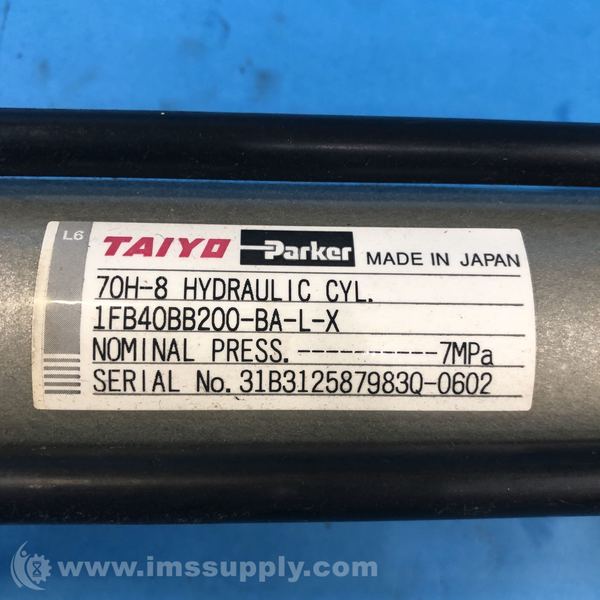 L6 TAIYO Parker MADE IN JAPAN
70H-8 HYDRAULIC CYL.
1FB40BB200-BA-L-X
NOMINAL PRESS.-----------7MPa
SERIAL No.31B312587983Q-0602
www.imssupply.com/